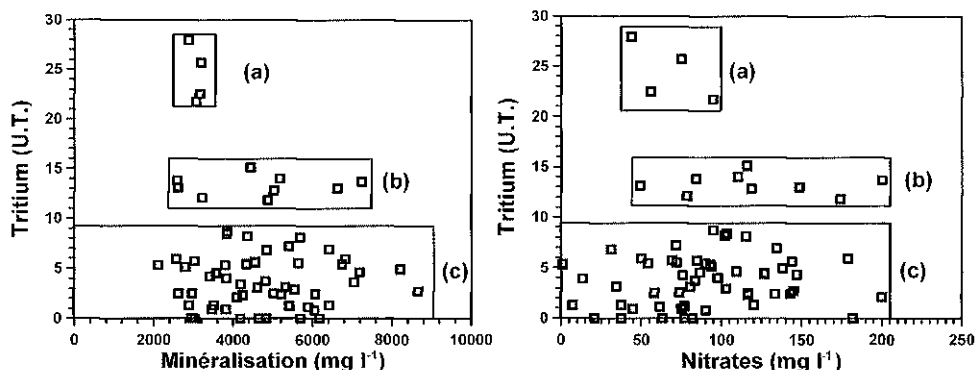 30
25
20
15
10
5
0
Tritium (U.T.)
(a)
(b)
(c)
0 2000 4000 6000 8000 10000
Minéralisation (mg l-1)
30
25
20
15
10
5
0
Tritium (U.T.)
(a)
(b)
(c)
0 50 100 150 200 250
Nitrates (mg l-1)